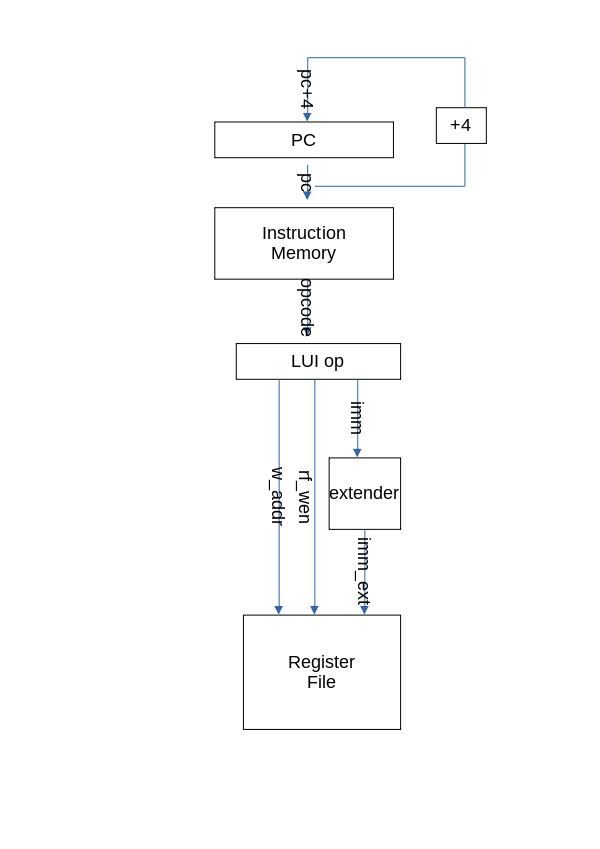 pc+4
+4
PC
pc
Instruction
Memory
opcode
LUI op
imm
w_addr
rf_wen
extender
imm_ext
Register
File